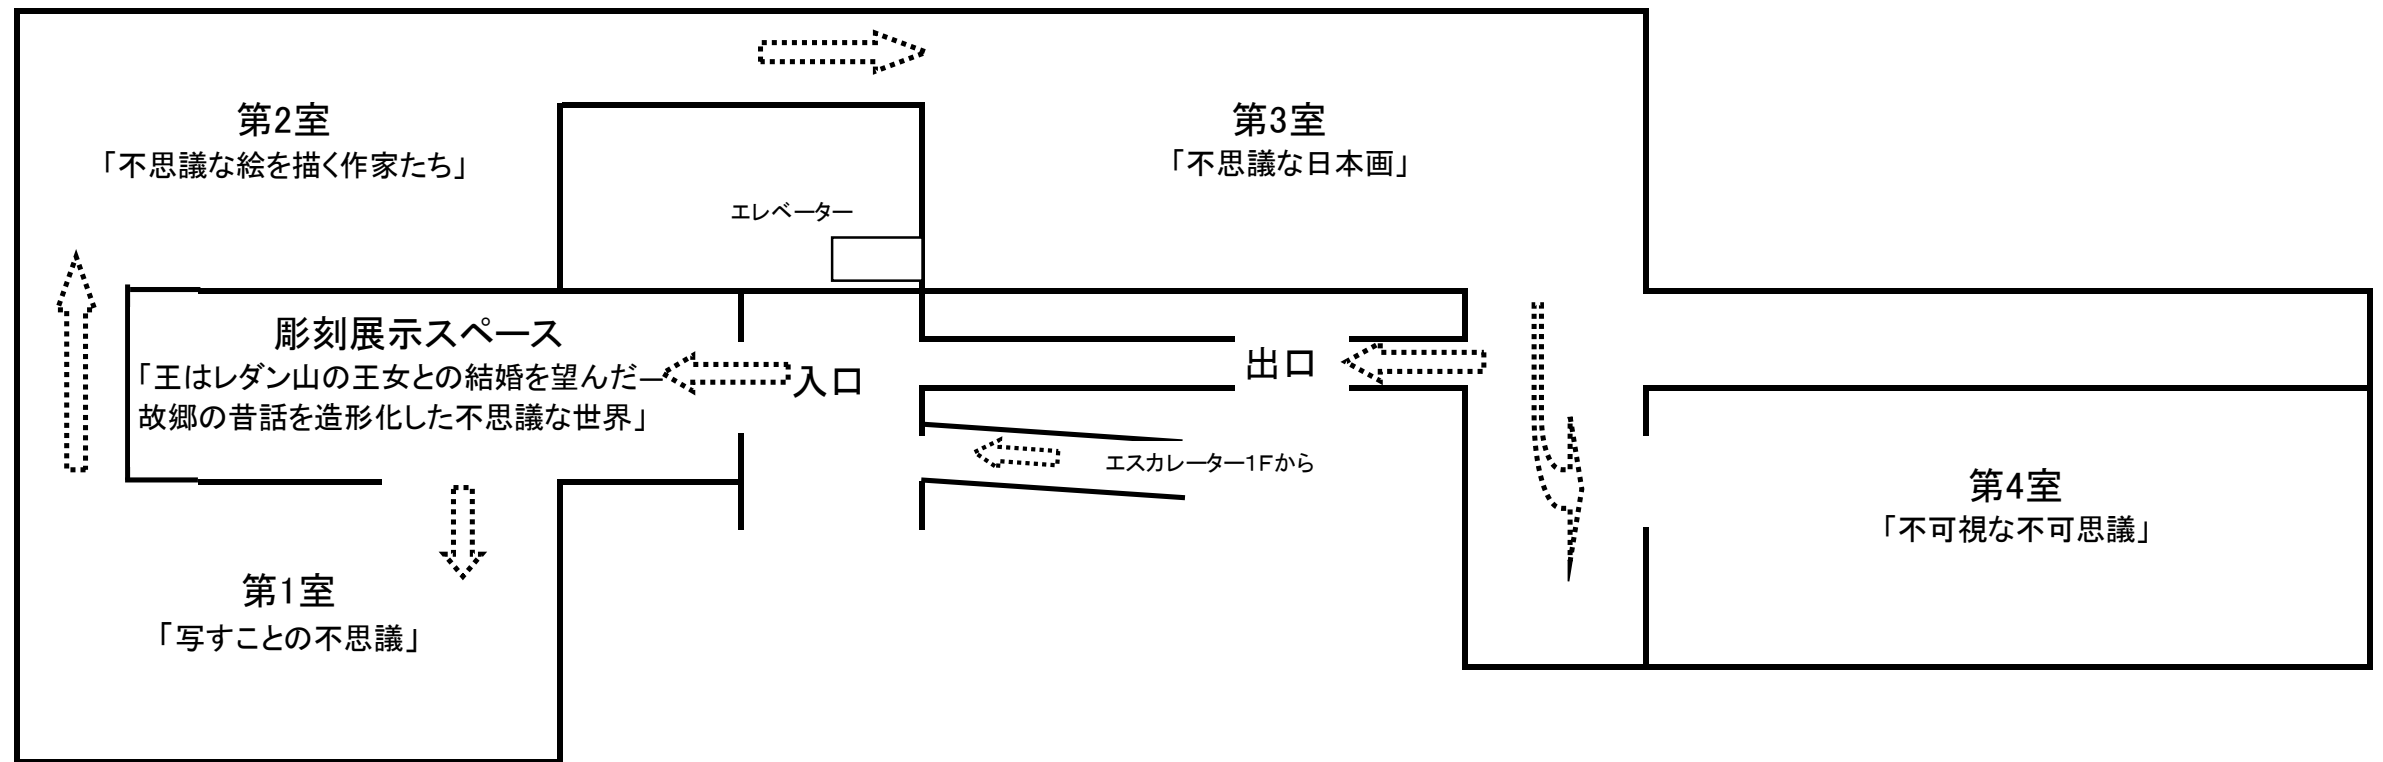 第2室
「不思議な絵を描く作家たち」
第3室
「不思議な日本画」
エレベーター
彫刻展示スペース
「王はレダン山の王女との結婚を望んだ―
故郷の昔話を造形化した不思議な世界」
入口
出口
エスカレーター1Fから
第4室
「不可視な不可思議」
第1室
「写すことの不思議」